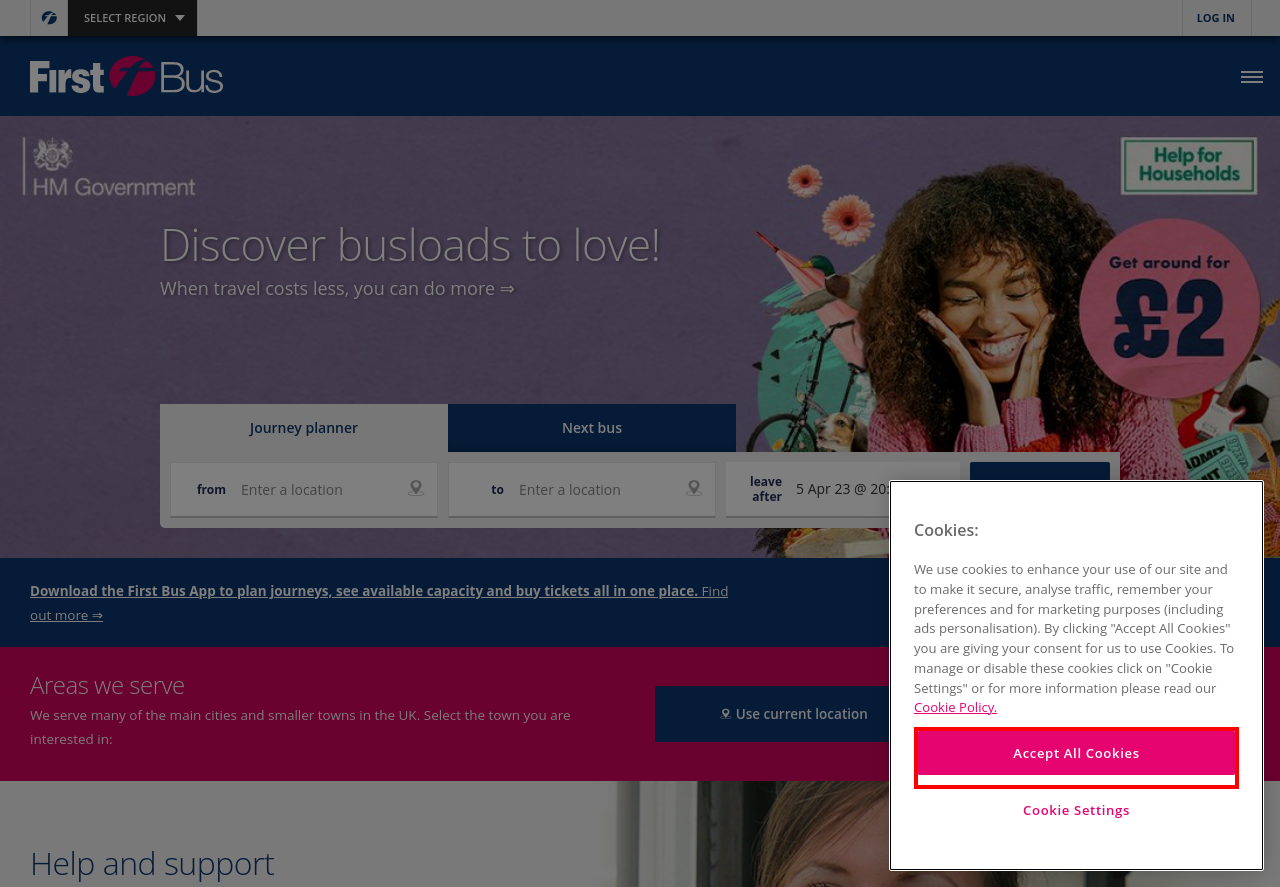 SELECT REGION
LOG IN
First Bus
HM Government
Help for
Households
Discover busloads to love!
When travel costs less, you can do more ⇒
Get around for
£2
ADMIT
Journey planner
Next bus
from Enter a location
to Enter a location
leave
after
5 Apr 23 @ 20:
Download the First Bus App to plan journeys, see available capacity and buy tickets all in one place. Find
out more ⇒
Areas we serve
We serve many of the main cities and smaller towns in the UK. Select the town you are
interested in:
Use current location
Help and support
Cookies:
We use cookies to enhance your use of our site and
to make it secure, analyse traffic, remember your
preferences and for marketing purposes (including
ads personalisation). By clicking "Accept All Cookies"
you are giving your consent for us to use Cookies. To
manage or disable these cookies click on "Cookie
Settings" or for more information please read our
Cookie Policy.
Accept All Cookies
Cookie Settings